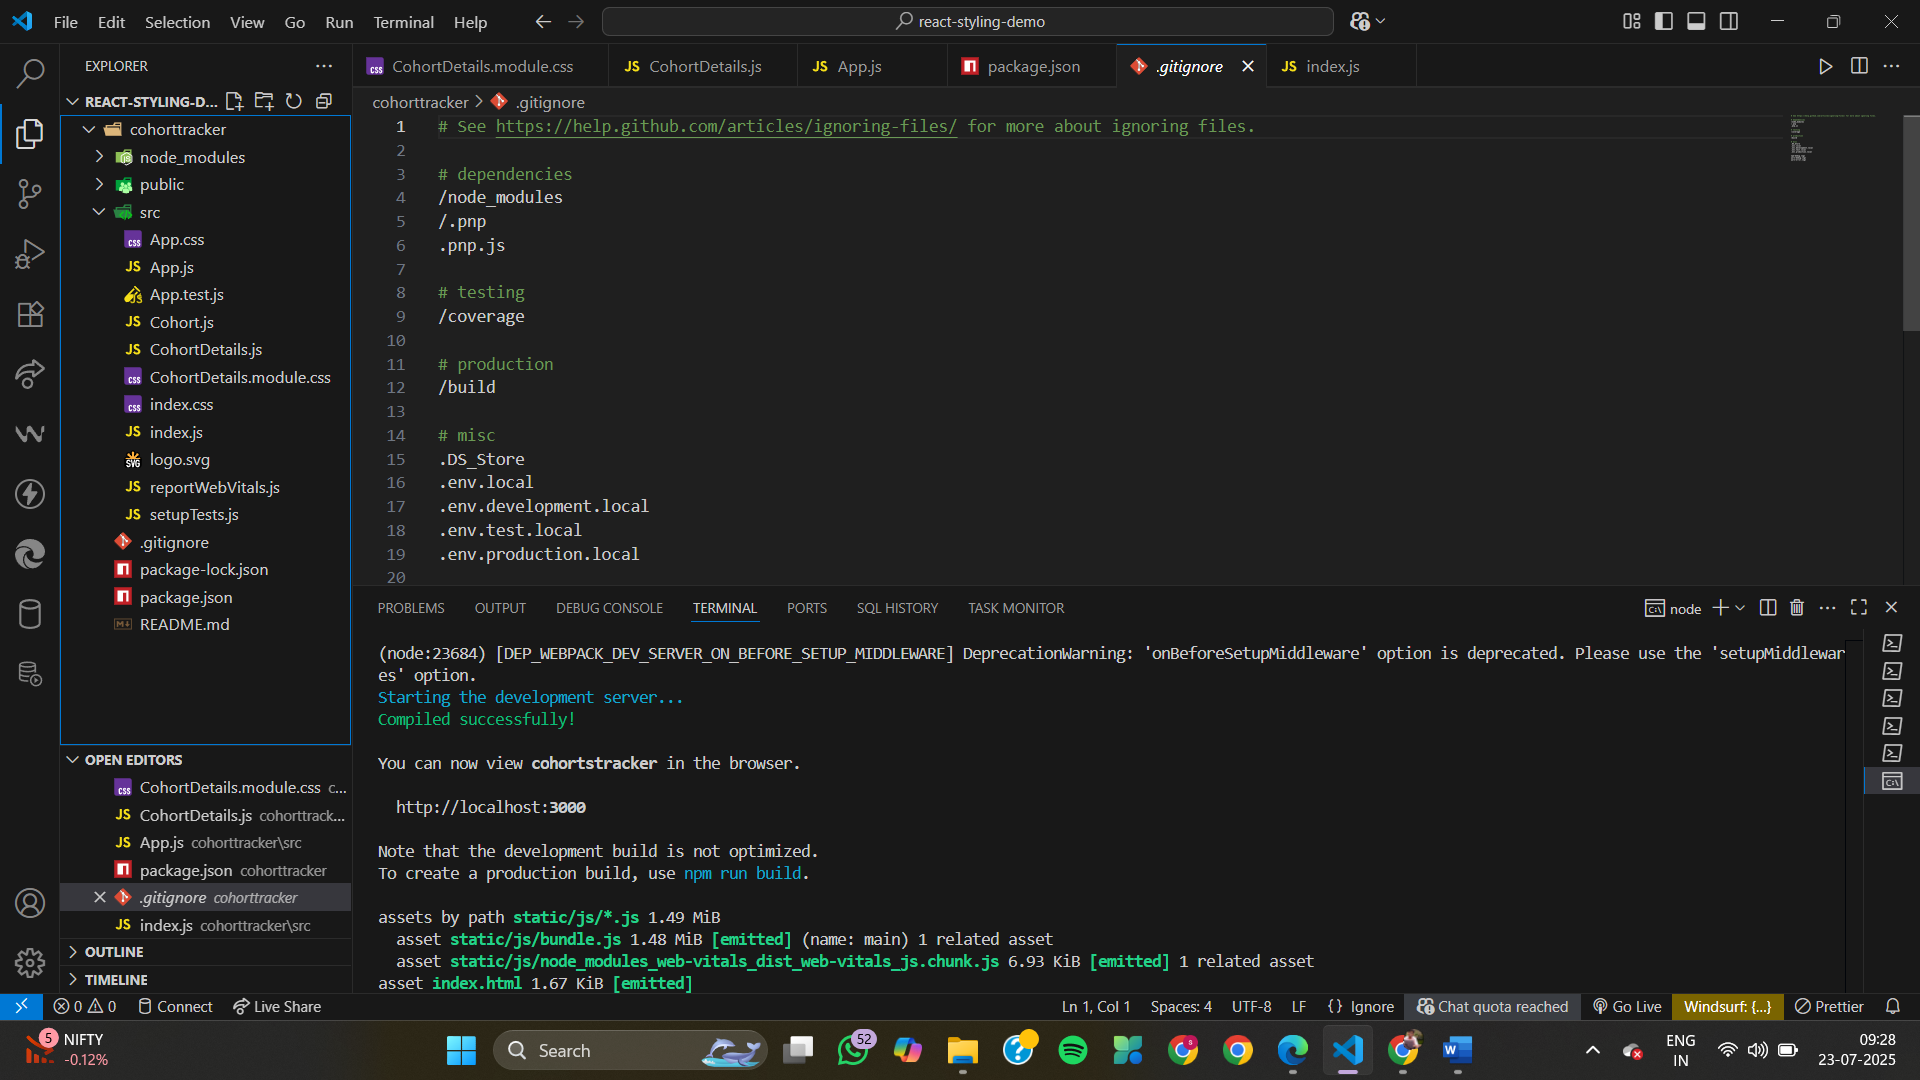 File Edit Selection View Go Run Terminal Help
react-styling-demo
EXPLORER
REACT-STYLING-D...
cohorttracker
node_modules
public
src
App.css
App.js
App.test.js
Cohort.js
CohortDetails.js
CohortDetails.module.css
index.css
index.js
logo.svg
reportWebVitals.js
setupTests.js
.gitignore
package-lock.json
package.json
README.md
OPEN EDITORS
CohortDetails.module.css c...
CohortDetails.js cohorttrack...
App.js cohorttracker\src
package.json cohorttracker
.gitignore cohorttracker
index.js cohorttracker\src
OUTLINE
TIMELINE
CohortDetails.module.css CohortDetails.js App.js package.json .gitignore index.js
cohorttracker > .gitignore
1 # See https://help.github.com/articles/ignoring-files/ for more about ignoring files.
2
3 # dependencies
4 /node_modules
5 /.pnp
6 .pnp.js
7
8 # testing
9 /coverage
10
11 # production
12 /build
13
14 # misc
15 .DS_Store
16 .env.local
17 .env.development.local
18 .env.test.local
19 .env.production.local
20
PROBLEMS OUTPUT DEBUG CONSOLE TERMINAL PORTS SQL HISTORY TASK MONITOR
node
(node:23684) [DEP_WEBPACK_DEV_SERVER_ON_BEFORE_SETUP_MIDDLEWARE] DeprecationWarning: 'onBeforeSetupMiddleware' option is deprecated. Please use the 'setupMiddlewar
es' option.
Starting the development server...
Compiled successfully!
You can now view cohortstracker in the browser.
http://localhost:3000
Note that the development build is not optimized.
To create a production build, use npm run build.
assets by path static/js/*.js 1.49 MiB
asset static/js/bundle.js 1.48 MiB [emitted] (name: main) 1 related asset
asset static/js/node_modules_web-vitals_dist_web-vitals_js.chunk.js 6.93 KiB [emitted] 1 related asset
asset index.html 1.67 KiB [emitted]
0 0 Connect Live Share
Ln 1, Col 1 Spaces: 4 UTF-8 LF {} Ignore Chat quota reached Go Live Windsurf: {...} Prettier
5 NIFTY
-0.12%
Search
52
ENG
IN
09:28
23-07-2025